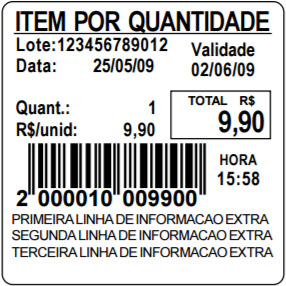 ITEM POR QUANTIDADE
Lote:123456789012
Validade
Data: 25/05/09
02/06/09
Quant.: 1
TOTAL R$
R$/unid: 9,90
9,90
HORA
15:58
2 000010 009900
PRIMEIRA LINHA DE INFORMACAO EXTRA
SEGUNDA LINHA DE INFORMACAO EXTRA
TERCEIRA LINHA DE INFORMACAO EXTRA